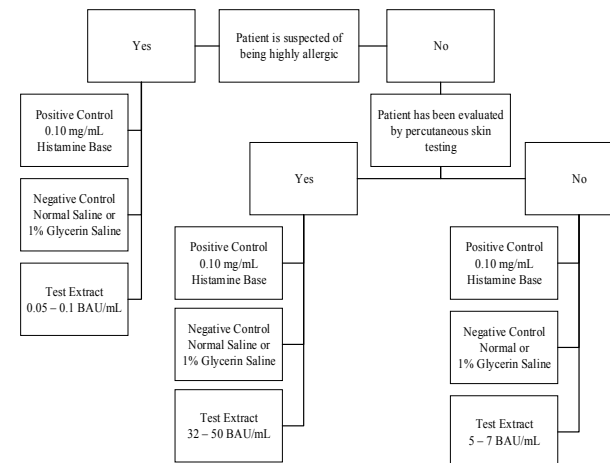 Yes
Patient is suspected of
being highly allergic
No
Positive Control
0.10 mg/mL
Histamine Base
Negative Control
Normal Saline or
1% Glycerin Saline
Test Extract
0.05 – 0.1 BAU/mL
Patient has been evaluated
by percutaneous skin
testing
Yes
Positive Control
0.10 mg/mL
Histamine Base
Negative Control
Normal Saline or
1% Glycerin Saline
Test Extract
32 – 50 BAU/mL
No
Positive Control
0.10 mg/mL
Histamine Base
Negative Control
Normal or
1% Glycerin Saline
Test Extract
5 – 7 BAU/mL